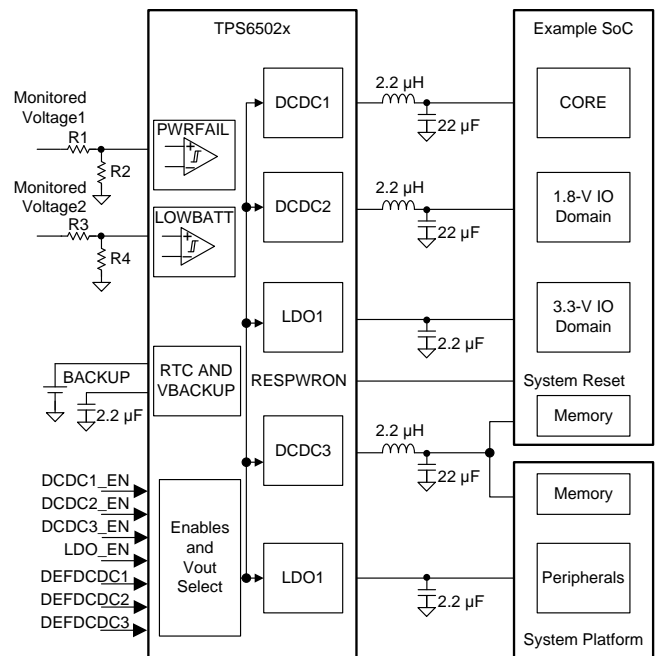 TPS6502x
Example SoC
Monitored
Voltage1
R1
R2
PWRFAIL
+
−
Monitored
Voltage2
R3
R4
LOWBATT
+
−
BACKUP
2.2 µF
RTC AND
VBACKUP
DCDC1_EN
DCDC2_EN
DCDC3_EN
LDO_EN
DEFDCDC1
DEFDCDC2
DEFDCDC3
Enables
and
Vout
Select
DCDC1
2.2 µH
22 µF
CORE
DCDC2
2.2 µH
22 µF
1.8-V IO
Domain
LDO1
2.2 µF
3.3-V IO
Domain
RESPWRON
System Reset
Memory
DCDC3
2.2 µH
22 µF
Memory
LDO1
2.2 µF
Peripherals
System Platform